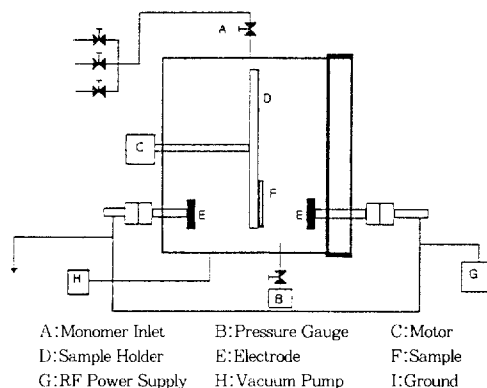 A
D
C
F
E
E
H
B
G
A:Monomer Inlet B:Pressure Gauge C:Motor
D:Sample Holder E:Electrode F:Sample
G:RF Power Supply H:Vacuum Pump I:Ground